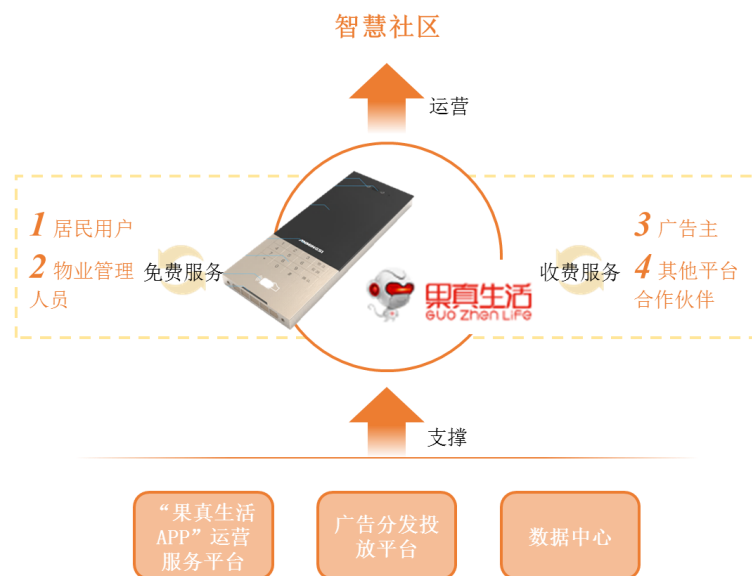 智慧社区
运营
1 居民用户
2 物业管理
人员
免费服务
收费服务
3 广告主
4 其他平台
合作伙伴
果真生活
GUO ZHEN LIFE
支撑
“果真生活
APP”运营
服务平台
广告分发投
放平台
数据中心